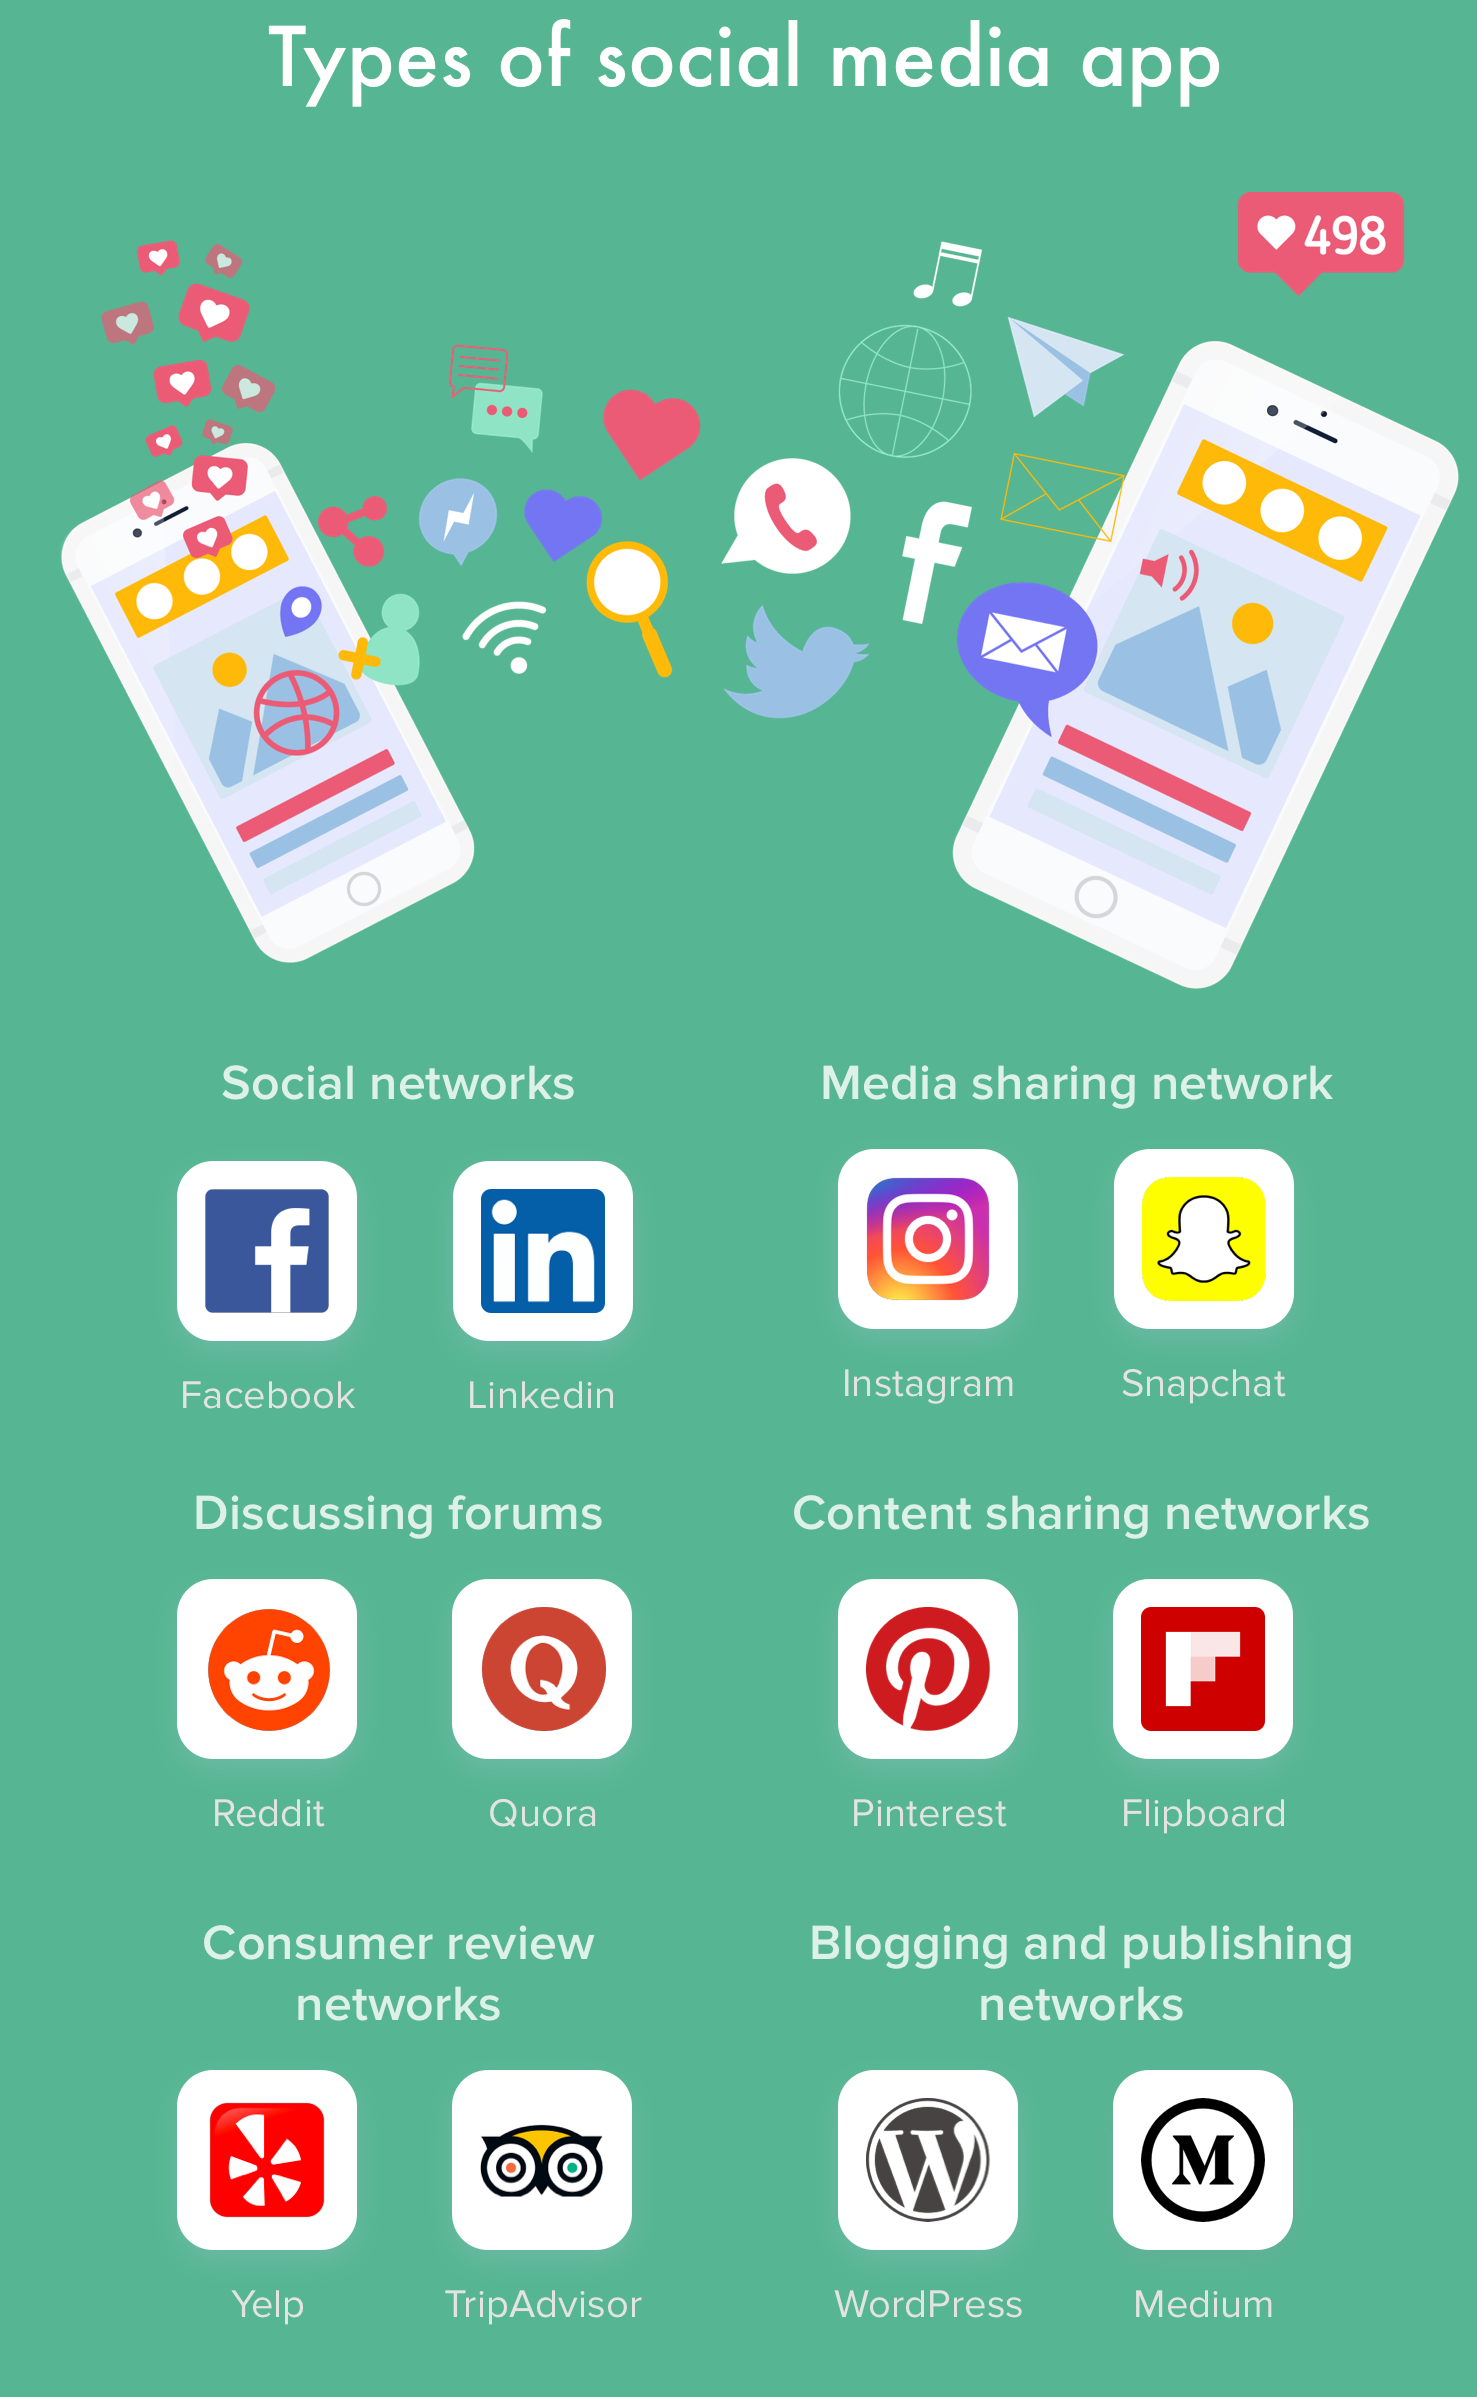 Types of social media app
498
Social networks
Media sharing network
Facebook
Linkedin
Instagram
Snapchat
Discussing forums
Content sharing networks
Reddit
Quora
Pinterest
Flipboard
Consumer review
networks
Blogging and publishing
networks
Yelp
TripAdvisor
WordPress
Medium